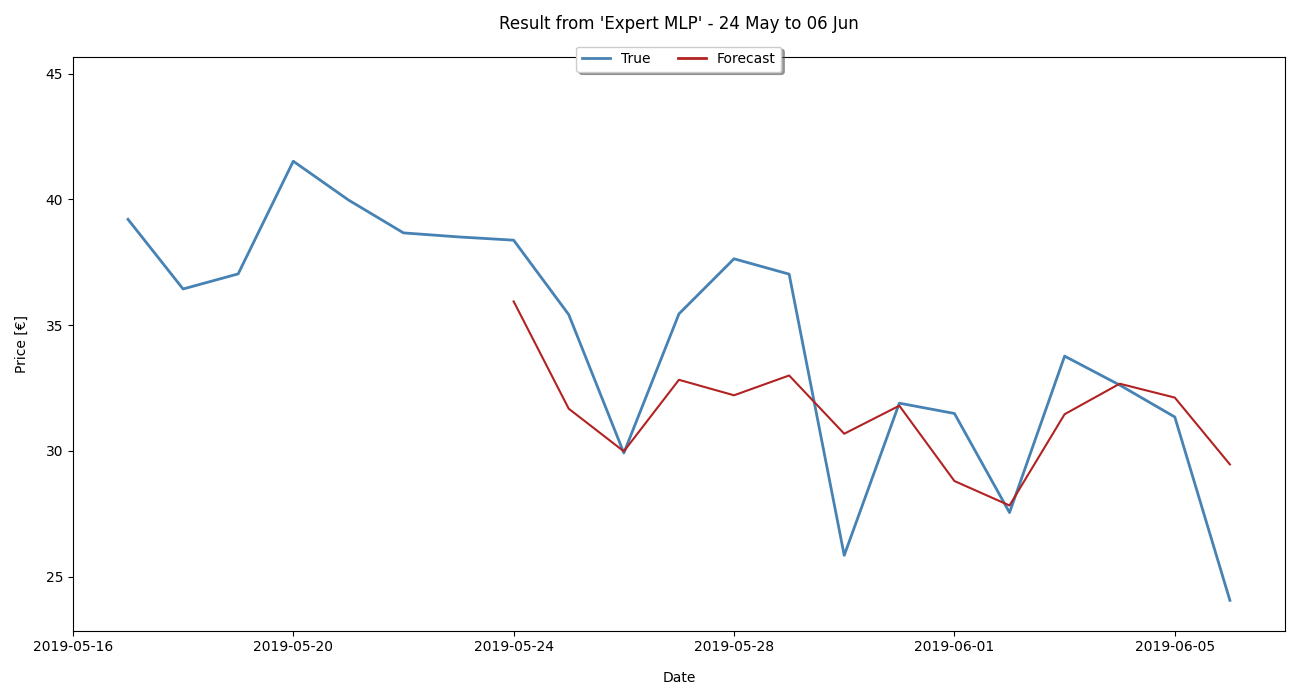 Result from 'Expert MLP' - 24 May to 06 Jun
True Forecast
45
40
35
30
25
Price [€]
2019-05-16 2019-05-20 2019-05-24 2019-05-28 2019-06-01 2019-06-05
Date